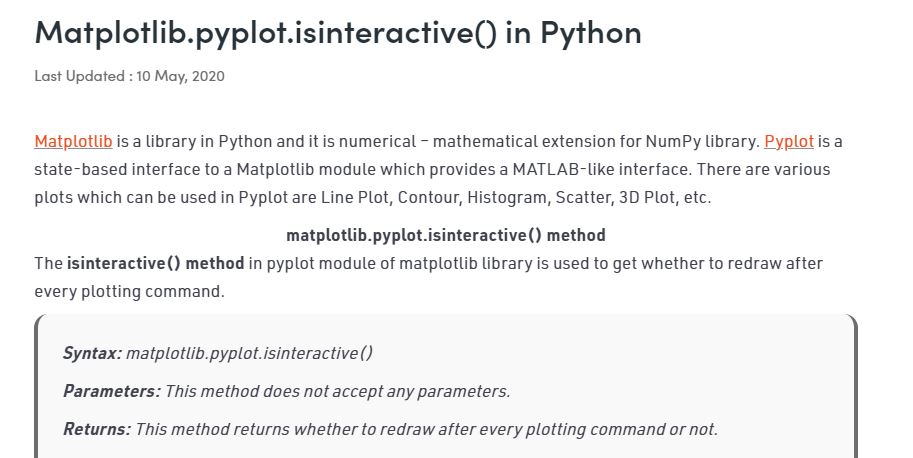 Matplotlib.pyplot.isinteractive() in Python
Last Updated : 10 May, 2020
Matplotlib is a library in Python and it is numerical – mathematical extension for NumPy library. Pyplot is a
state-based interface to a Matplotlib module which provides a MATLAB-like interface. There are various
plots which can be used in Pyplot are Line Plot, Contour, Histogram, Scatter, 3D Plot, etc.
matplotlib.pyplot.isinteractive() method
The isinteractive() method in pyplot module of matplotlib library is used to get whether to redraw after
every plotting command.
Syntax: matplotlib.pyplot.isinteractive()
Parameters: This method does not accept any parameters.
Returns: This method returns whether to redraw after every plotting command or not.